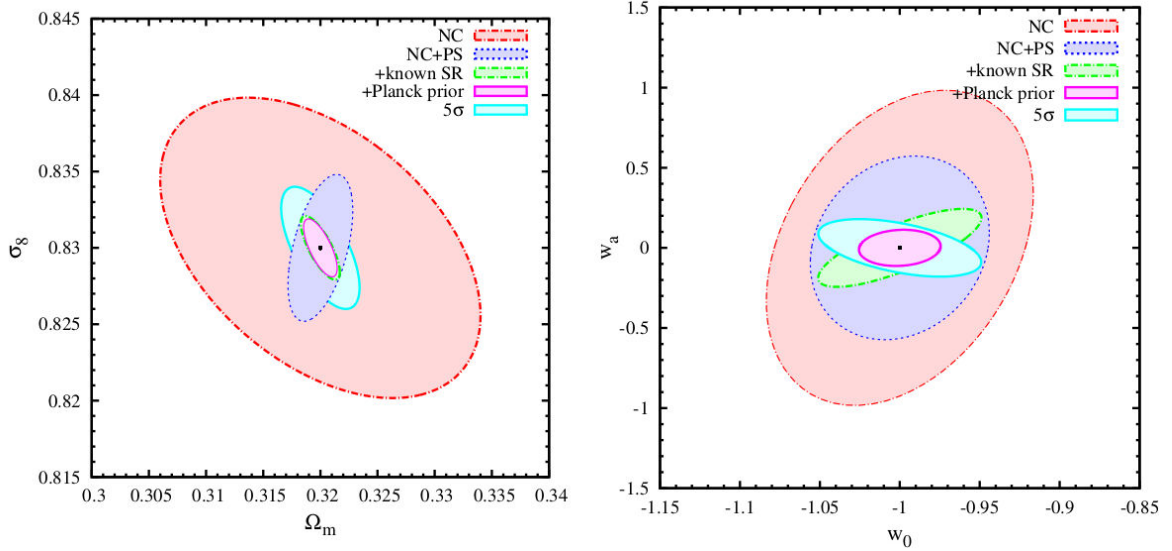 0.845
0.84
0.835
0.83
0.825
0.82
0.815
σ8
NC
NC+PS
+known SR
+Planck prior
5σ
0.3 0.305 0.31 0.315 0.32 0.325 0.33 0.335 0.34
Ωm
1.5
1
0.5
0
-0.5
-1
-1.5
wa
NC
NC+PS
+known SR
+Planck prior
5σ
-1.15 -1.1 -1.05 -1 -0.95 -0.9 -0.85
w0